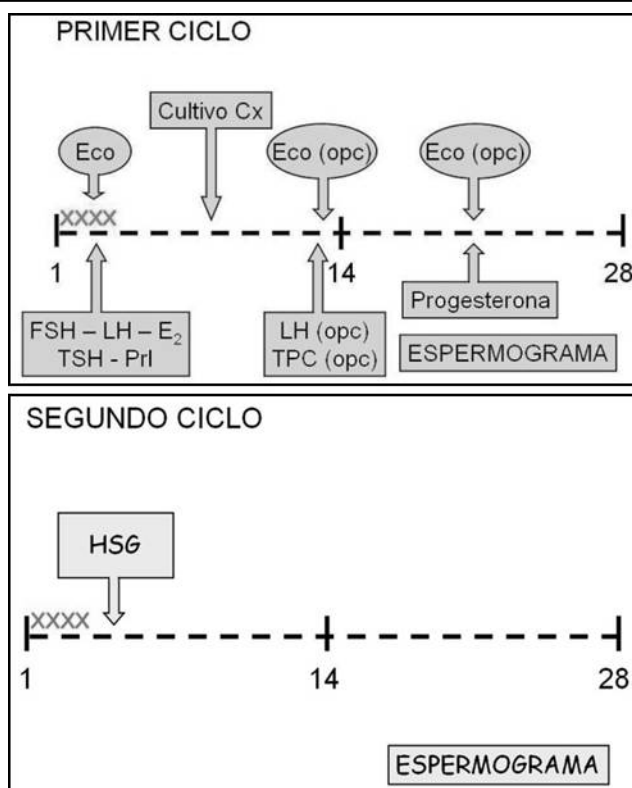 PRIMER CICLO
Cultivo Cx
Eco
Eco (opc)
Eco (opc)
XXXX
1
14
28
FSH – LH – E₂
TSH - Prl
LH (opc)
TPC (opc)
Progesterona
ESPERMOGRAMA
SEGUNDO CICLO
HSG
XXXX
1
14
28
ESPERMOGRAMA